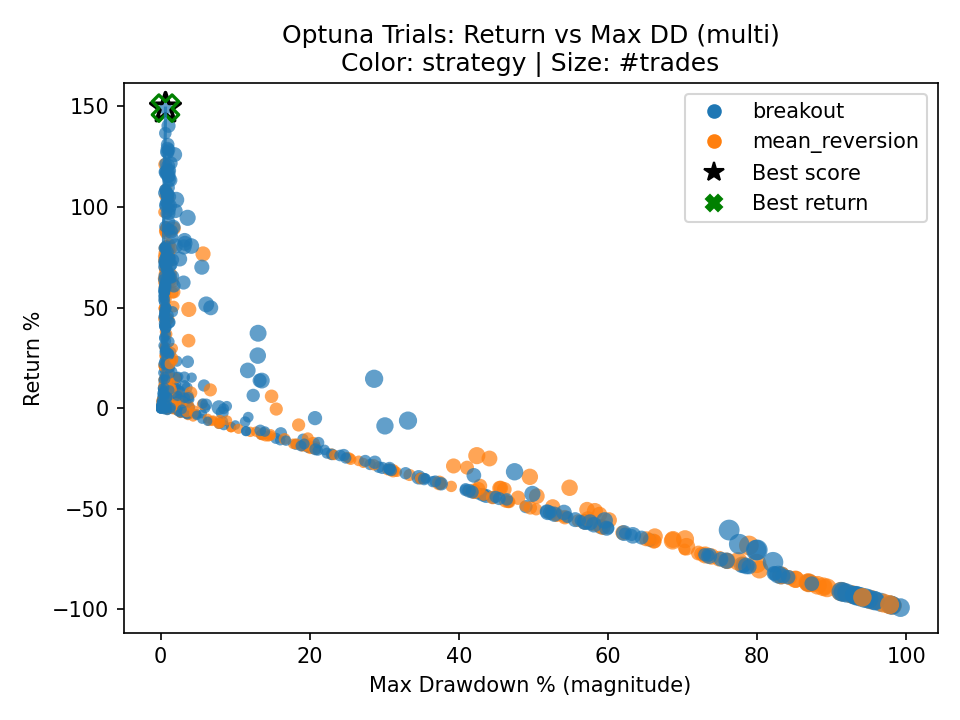 Optuna Trials: Return vs Max DD (multi)
Color: strategy | Size: #trades
breakout
mean_reversion
Best score
Best return
Return %
150
100
50
0
−50
−100
0
20
40
60
80
100
Max Drawdown % (magnitude)